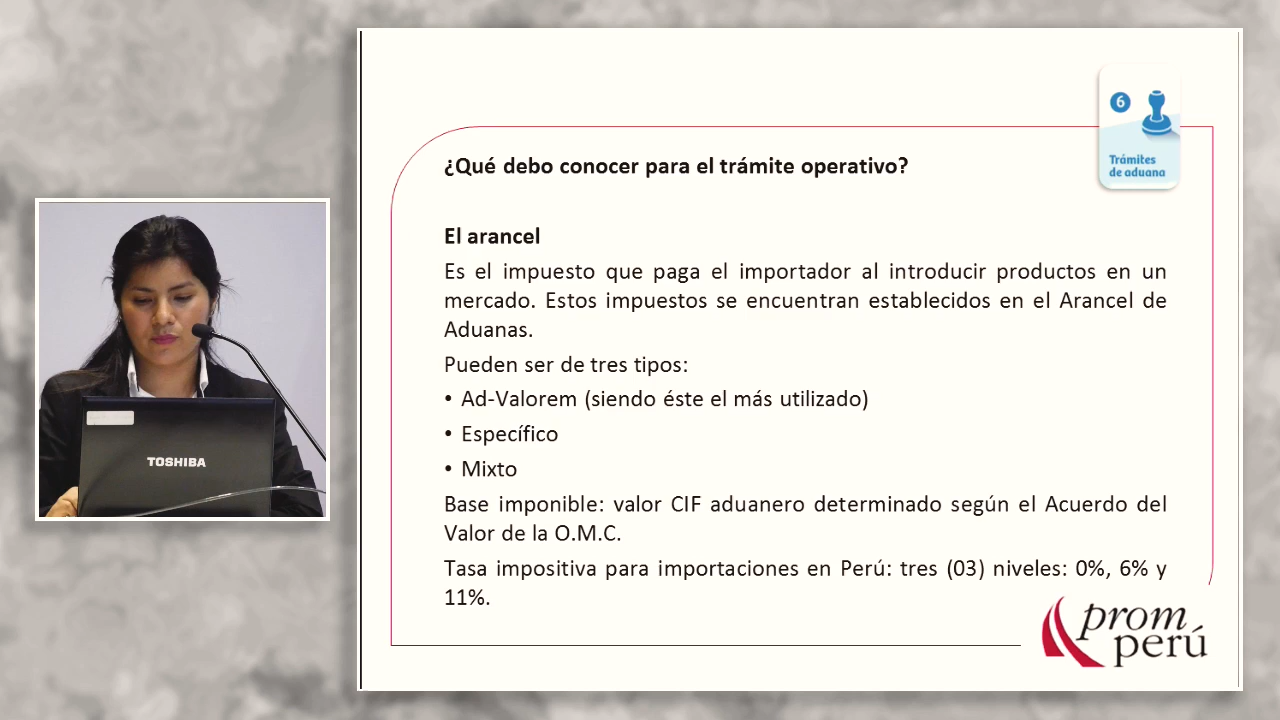 6
Trámites
de aduana
¿Qué debo conocer para el trámite operativo?
El arancel
Es el impuesto que paga el importador al introducir productos en un
mercado. Estos impuestos se encuentran establecidos en el Arancel de
Aduanas.
Pueden ser de tres tipos:
• Ad-Valorem (siendo éste el más utilizado)
• Específico
• Mixto
Base imponible: valor CIF aduanero determinado según el Acuerdo del
Valor de la O.M.C.
Tasa impositiva para importaciones en Perú: tres (03) niveles: 0%, 6% y
11%.
prom
perú
TOSHIBA